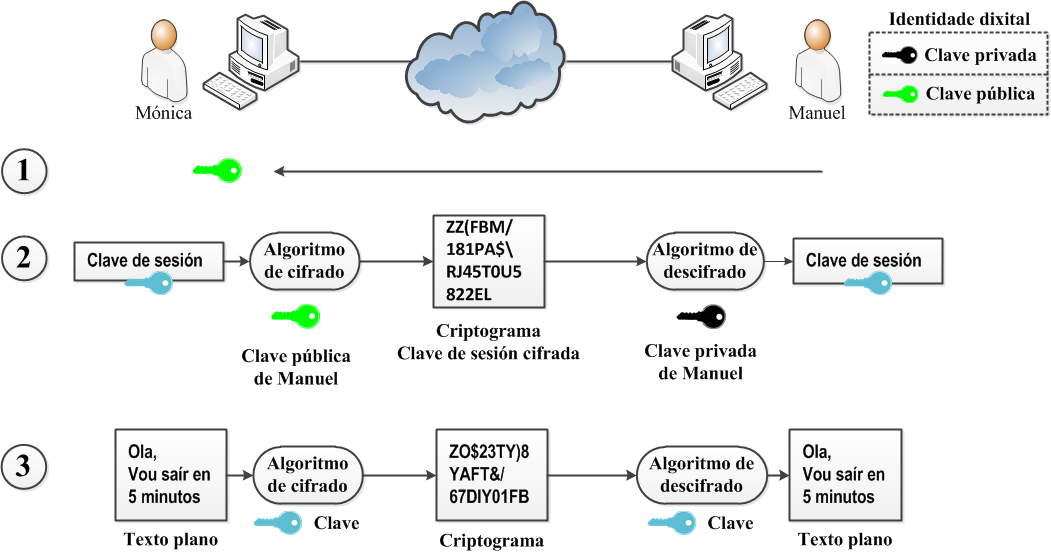 Identidade dixital
Clave privada
Clave pública
Mónica
Manuel
1
2
Clave de sesión
Algoritmo
de cifrado
ZZ(FBM/
181PA$\
RJ45T0U5
822EL
Algoritmo de
descifrado
Clave de sesión
Criptograma
Clave de sesión cifrada
Clave pública
de Manuel
Clave privada
de Manuel
3
Ola,
Vou saír en
5 minutos
Algoritmo
de cifrado
ZO$23TY)8
YAFT&/
67DIY01FB
Algoritmo de
descifrado
Ola,
Vou saír en
5 minutos
Clave
Clave
Texto plano
Criptograma
Texto plano